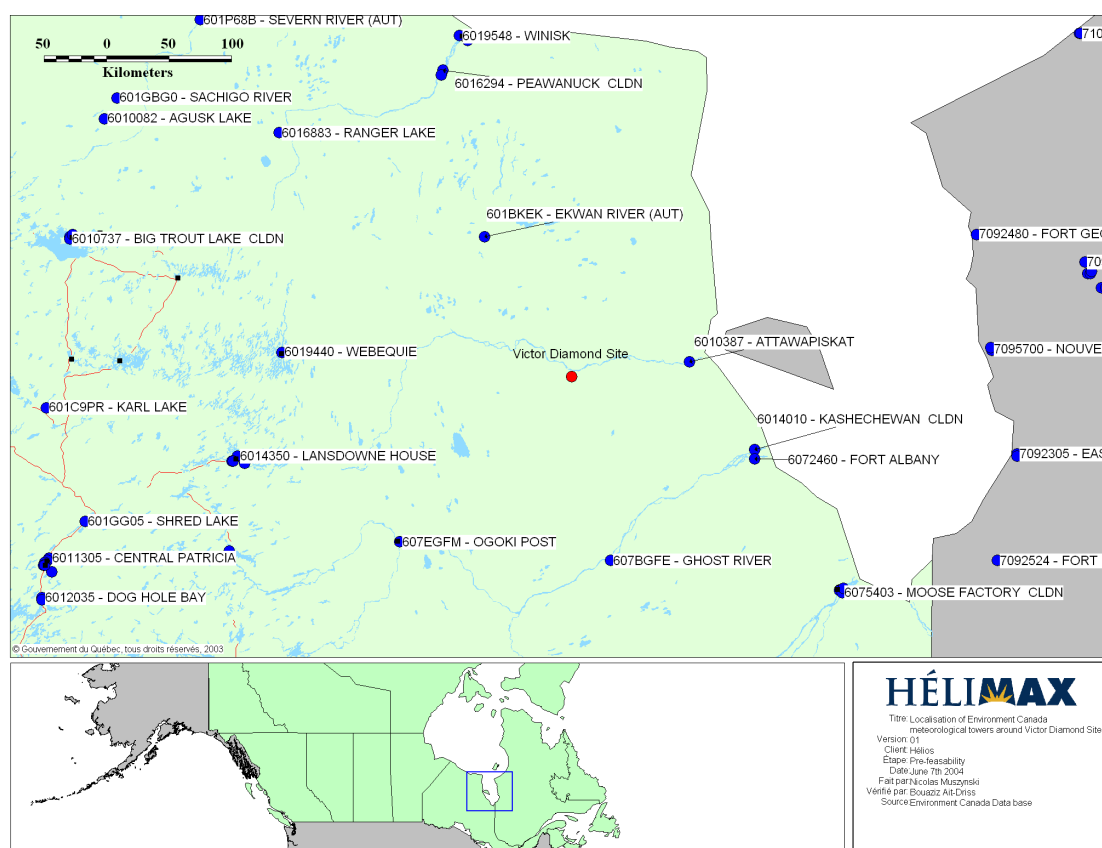 601P68B - SEVERN RIVER (AUT)
6019548 - WINISK
710
50 0 50 100
Kilometers
6016294 - PEAWANUCK CLDN
601GBG0 - SACHIGO RIVER
6010082 - AGUSK LAKE
6016883 - RANGER LAKE
601BKEK - EKWAN RIVER (AUT)
6010737 - BIG TROUT LAKE CLDN
7092480 - FORT GEO
709
6010387 - ATTAWAPISKAT
6019440 - WEBEQUIE
Victor Diamond Site
7095700 - NOUVE
601C9PR - KARL LAKE
6014010 - KASHECHEWAN CLDN
6014350 - LANSDOWNE HOUSE
6072460 - FORT ALBANY
7092305 - EAS
601GG05 - SHRED LAKE
607EGFM - OGOKI POST
6011305 - CENTRAL PATRICIA
607BGFE - GHOST RIVER
7092524 - FORT
6012035 - DOG HOLE BAY
6075403 - MOOSE FACTORY CLDN
© Gouvernement du Québec, tous droits réservés, 2003
HÉLIMAX
Titre: Localisation of Environment Canada
meteorological towers around Victor Diamond Site
Version: 01
Client: Hélios
Étape: Pre-feasability
Date: June 7th 2004
Fait par: Nicolas Muszynski
Vérifié par: Bouaziz Ait-Driss
Source: Environment Canada Data base